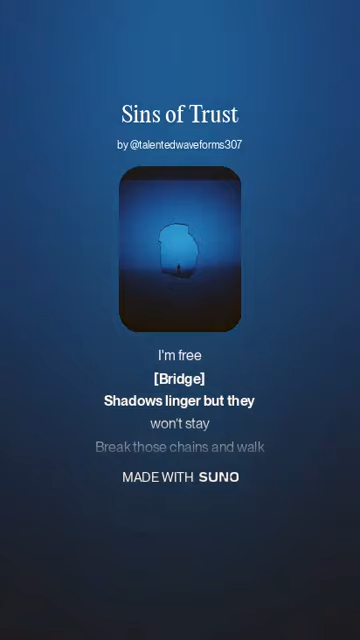 Sins of Trust
by @talentedwaveforms307
I'm free
[Bridge]
Shadows linger but they
won't stay
Break those chains and walk
MADE WITH SUNO